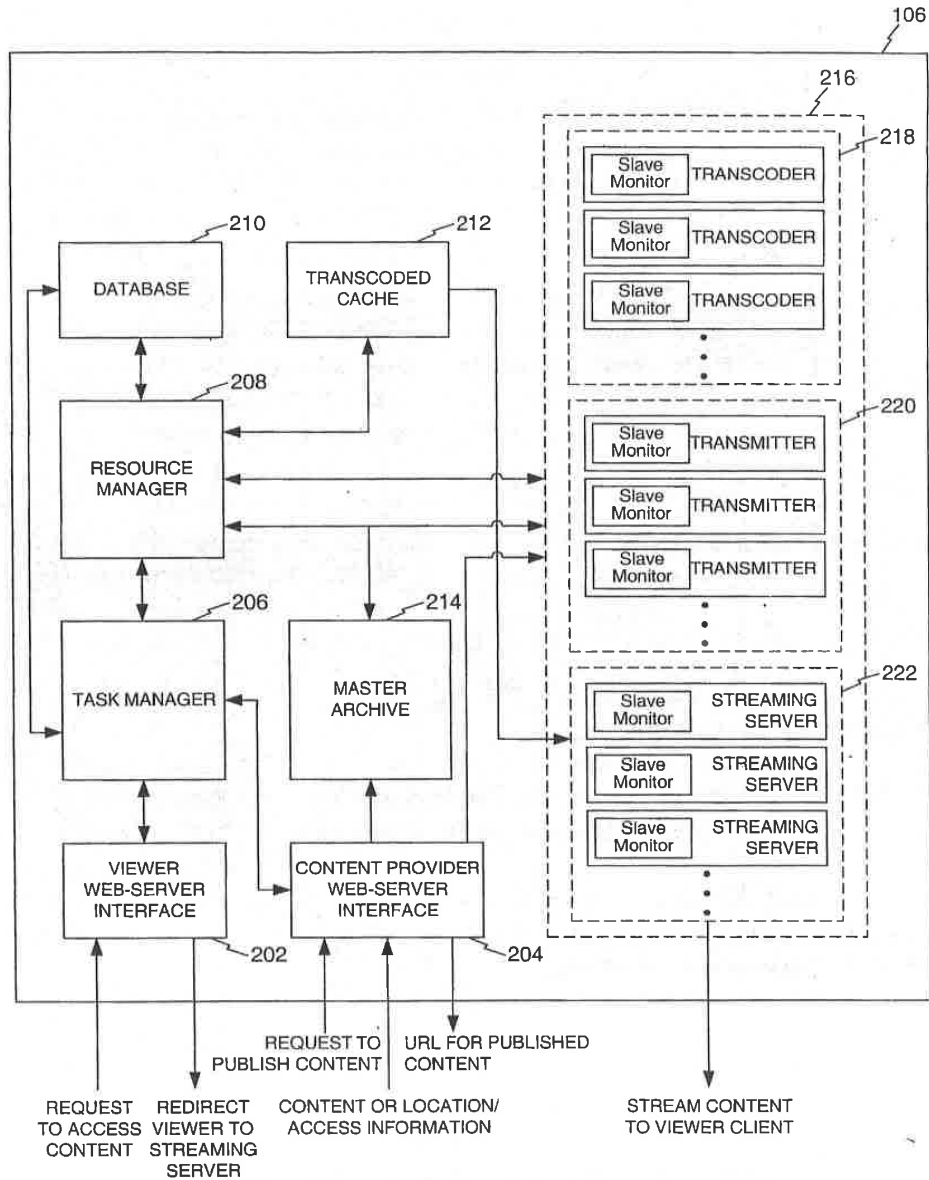 106
216
218
Slave
Monitor
TRANSCODER
Slave
Monitor
TRANSCODER
Slave
Monitor
TRANSCODER
210
DATABASE
212
TRANSCODED
CACHE
208
RESOURCE
MANAGER
220
Slave
Monitor
TRANSMITTER
Slave
Monitor
TRANSMITTER
Slave
Monitor
TRANSMITTER
206
TASK MANAGER
214
MASTER
ARCHIVE
222
Slave
Monitor
STREAMING
SERVER
Slave
Monitor
STREAMING
SERVER
Slave
Monitor
STREAMING
SERVER
VIEWER
WEB-SERVER
INTERFACE
202
CONTENT PROVIDER
WEB-SERVER
INTERFACE
204
REQUEST TO
PUBLISH CONTENT
URL FOR PUBLISHED
CONTENT
REQUEST
TO ACCESS
CONTENT
REDIRECT
VIEWER TO
STREAMING
SERVER
CONTENT OR LOCATION/
ACCESS INFORMATION
STREAM CONTENT
TO VIEWER CLIENT